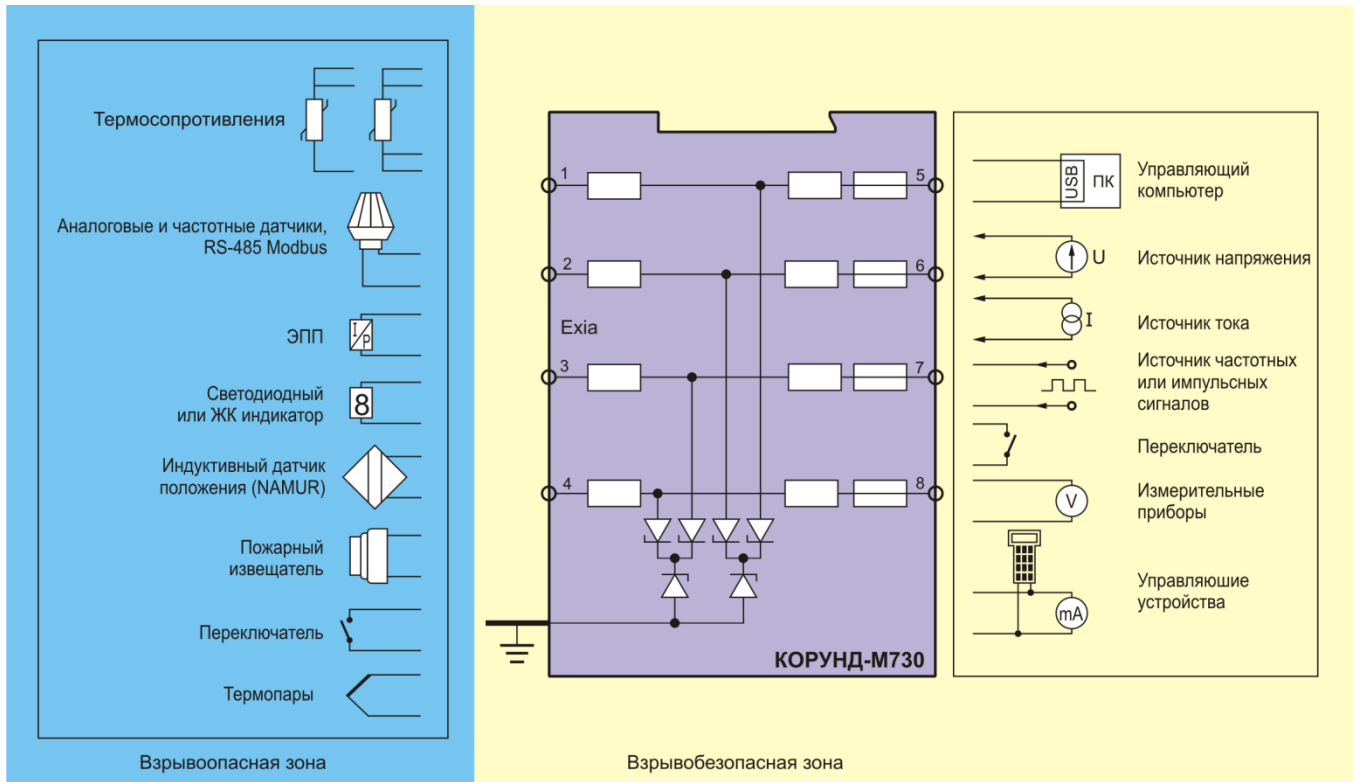 Термосопротивления
Аналоговые и частотные датчики,
RS-485 Modbus
ЭПП
I/P
Светодиодный
или ЖК индикатор
8
Индуктивный датчик
положения (NAMUR)
Пожарный
извещатель
Переключатель
Термопары
Взрывоопасная зона
1
5
2
6
Exia
3
7
4
8
КОРУНД-М730
USB
ПК
Управляющий
компьютер
U
Источник напряжения
I
Источник тока
Источник частотных
или импульсных
сигналов
Переключатель
V
Измерительные
приборы
Управляюшие
устройства
mA
Взрывобезопасная зона